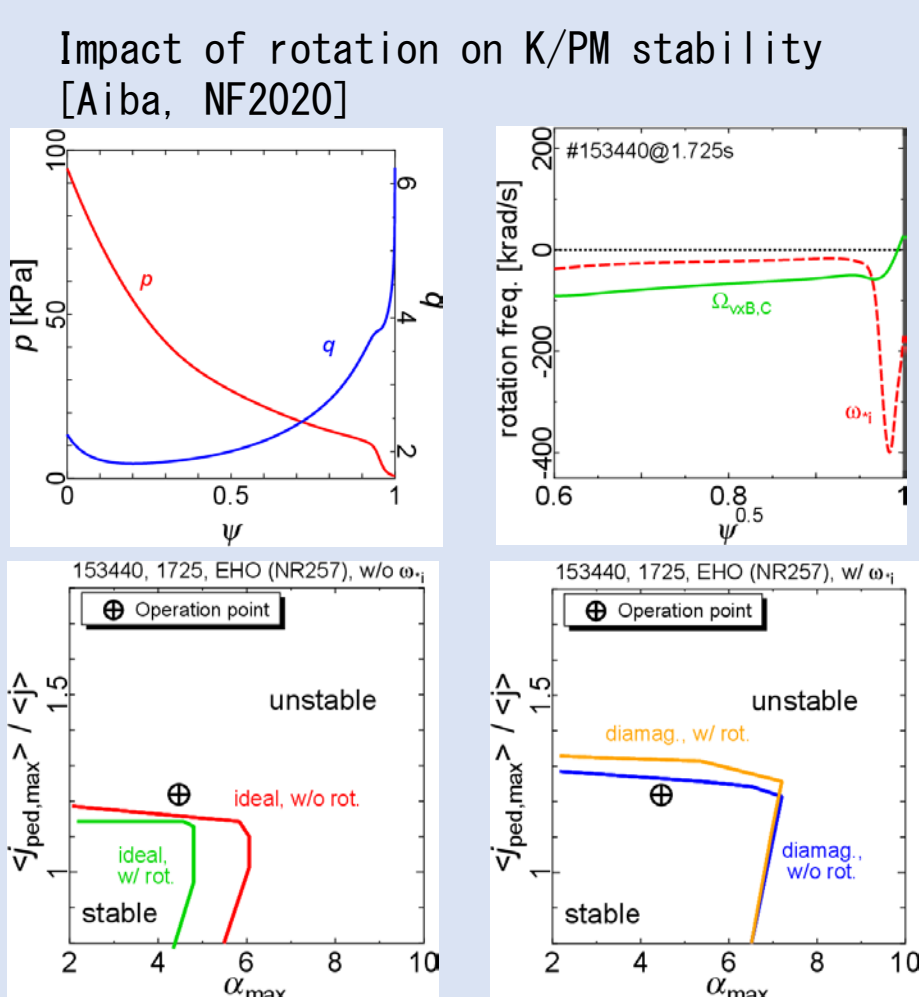 Impact of rotation on K/PM stability
[Aiba, NF2020]
100
50
0
p [kPa]
p
q
6
4
2
q
0
0.5
1
ψ
#153440@1.725s
200
0
-200
-400
rotation freq. [krad/s]
Ω_vxB,C
ω_*i
0.6
0.8
1
ψ^0.5
153440, 1725, EHO (NR257), w/o ω_*i
⊕ Operation point
unstable
1.5
1
<j_ped,max> / <j>
ideal, w/o rot.
ideal,
w/ rot.
stable
2
4
6
8
10
α_max
153440, 1725, EHO (NR257), w/ ω_*i
⊕ Operation point
unstable
1.5
1
<j_ped,max> / <j>
diamag., w/ rot.
diamag.,
w/o rot.
stable
2
4
6
8
10
α_max